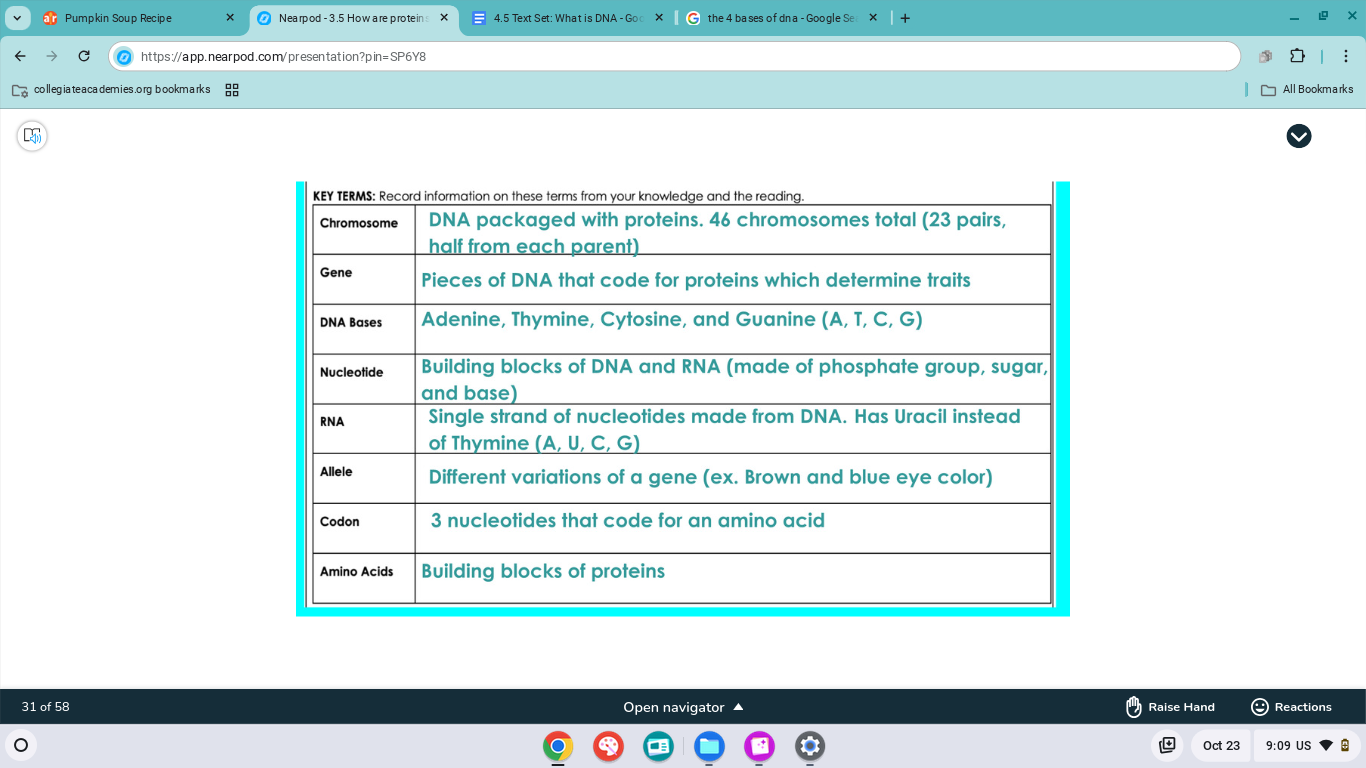 Pumpkin Soup Recipe
Nearpod - 3.5 How are proteins
4.5 Text Set: What is DNA - Goo
the 4 bases of dna - Google Sea
https://app.nearpod.com/presentation?pin=SP6Y8
collegiateacademies.org bookmarks
All Bookmarks
KEY TERMS: Record information on these terms from your knowledge and the reading.
Chromosome
DNA packaged with proteins. 46 chromosomes total (23 pairs,
half from each parent)
Gene
Pieces of DNA that code for proteins which determine traits
DNA Bases
Adenine, Thymine, Cytosine, and Guanine (A, T, C, G)
Nucleotide
Building blocks of DNA and RNA (made of phosphate group, sugar,
and base)
RNA
Single strand of nucleotides made from DNA. Has Uracil instead
of Thymine (A, U, C, G)
Allele
Different variations of a gene (ex. Brown and blue eye color)
Codon
3 nucleotides that code for an amino acid
Amino Acids
Building blocks of proteins
31 of 58
Open navigator
Raise Hand
Reactions
Oct 23
9:09 US